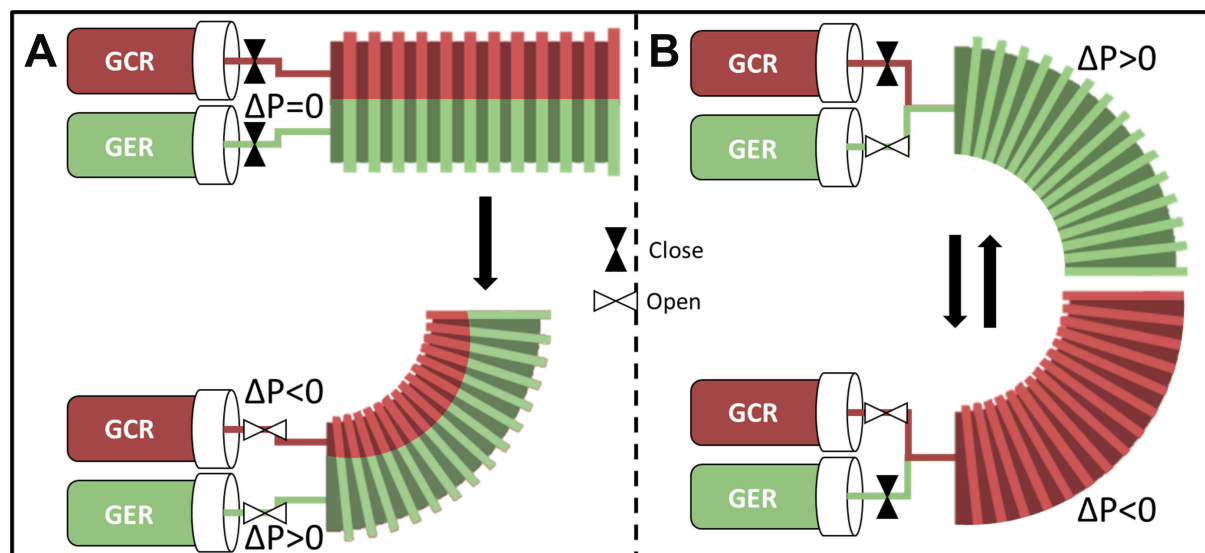 A
GCR
ΔP=0
GER
ΔP<0
GCR
GER
ΔP>0
Close
Open
B
GCR
ΔP>0
GER
GCR
GER
ΔP<0